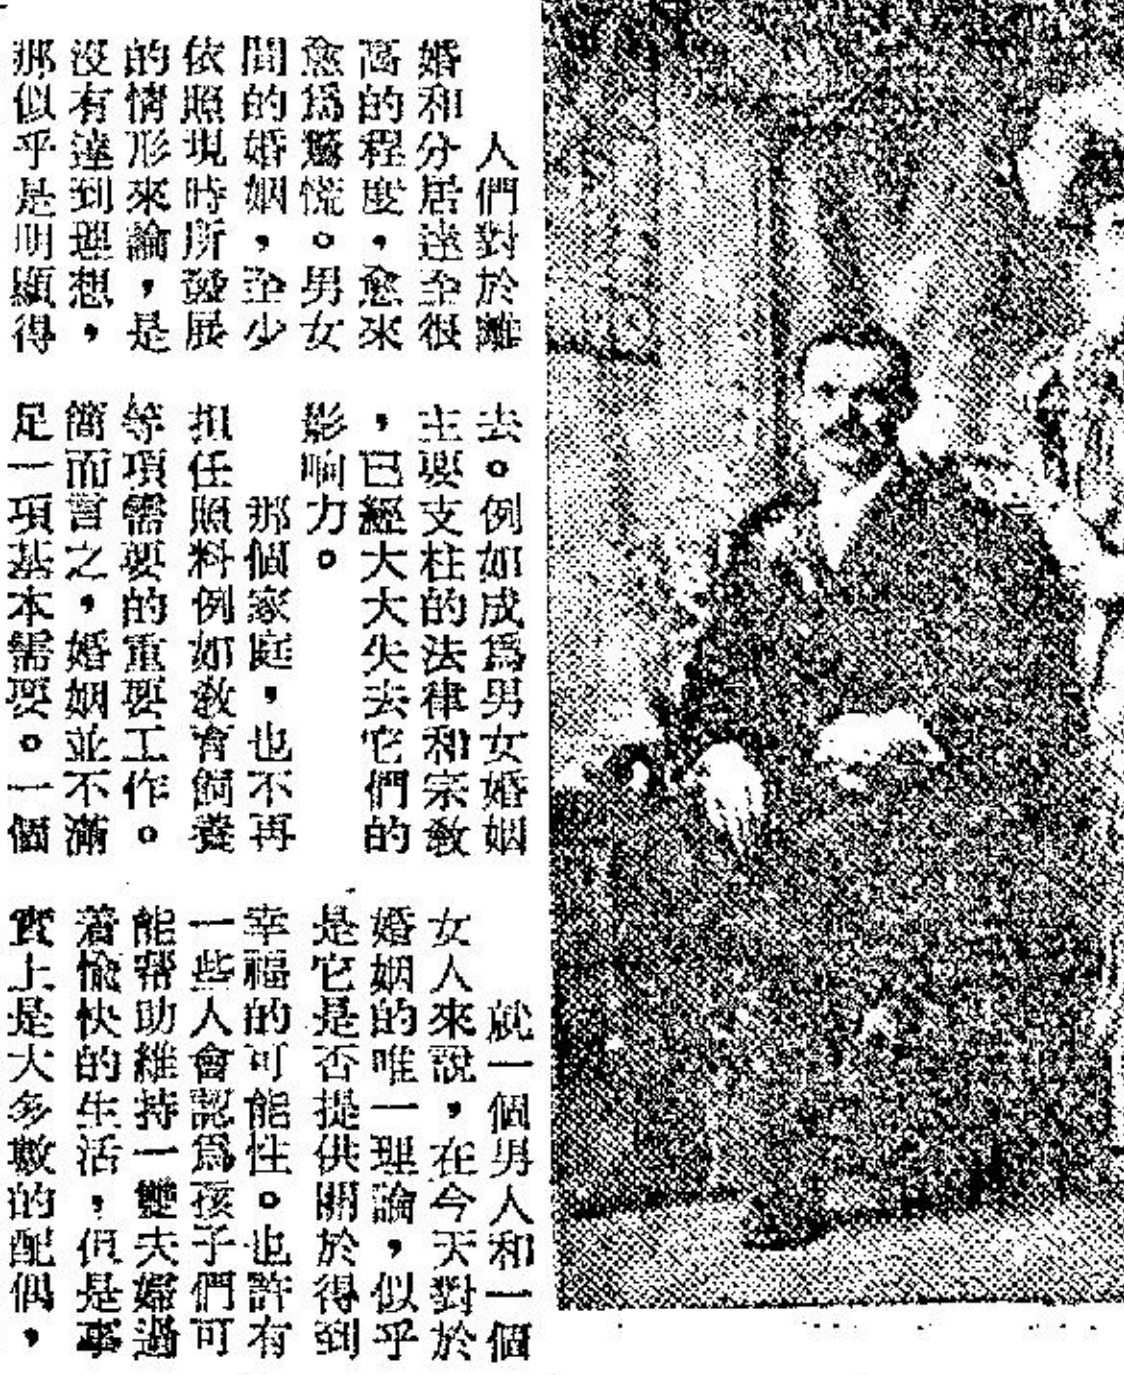 人們對於離
婚和分居達至很
高的程度，愈來
愈爲驚慌。男女
間的婚姻，至少
依照現時所發展
的情形來論，是
沒有達到理想，
那似乎是明顯得
去。例如成爲男女婚姻
主要支柱的法律和宗教
，已經大大失去它們的
影响力。
那個家庭，也不再
担任照料例如教育飼養
等項需要的重要工作。
簡而言之，婚姻並不滿
足一項基本需要。一個
就一個男人和一個
女人來說，在今天對於
婚姻的唯一理論，似乎
是它是否提供關於得到
幸福的可能性。也許有
一些人會認爲孩子們可
能帮助維持一雙夫婦過
着愉快的生活，但是事
實上是大多數的配偶，